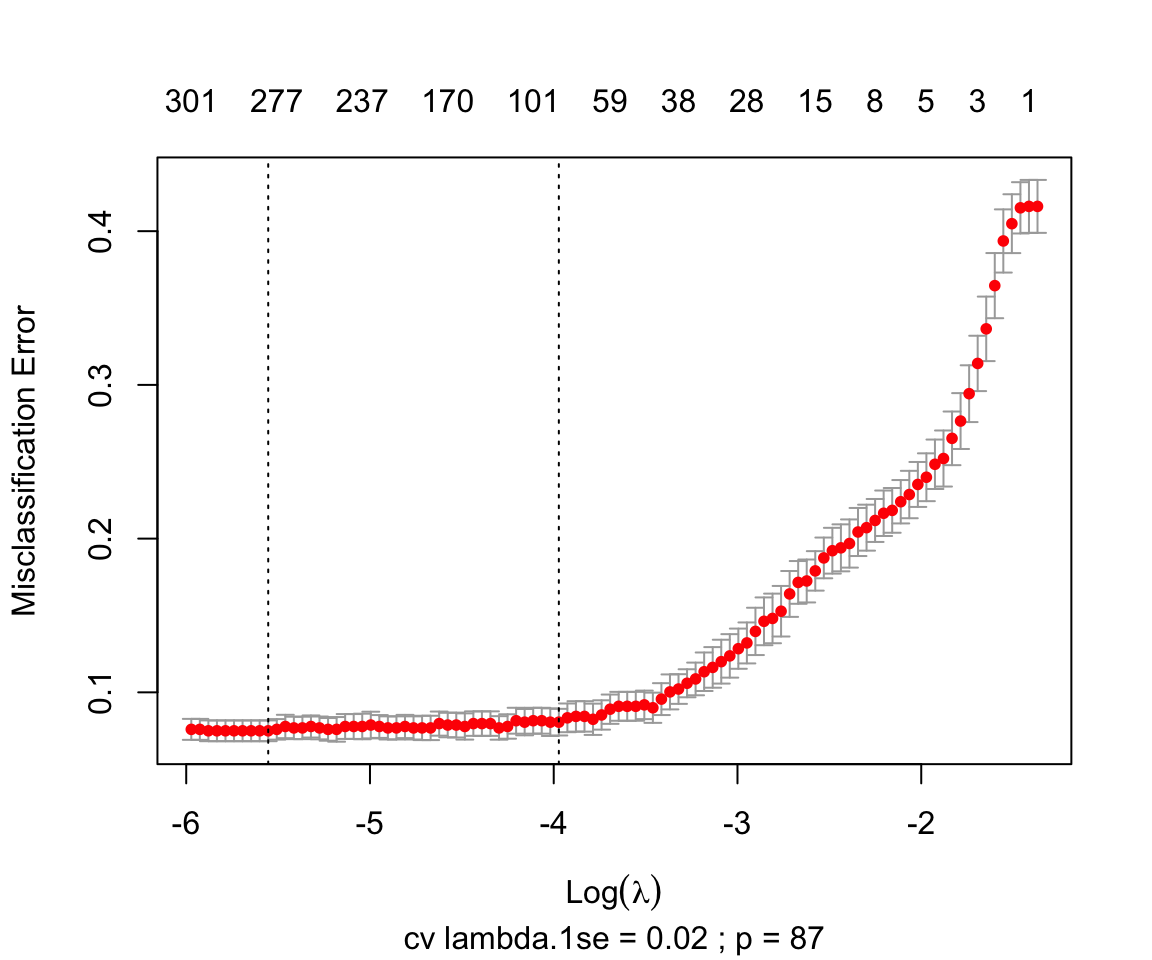 301 277 237 170 101 59 38 28 15 8 5 3 1
Misclassification Error
0.4
0.3
0.2
0.1
-6 -5 -4 -3 -2
Log(λ)
cv lambda.1se = 0.02 ; p = 87